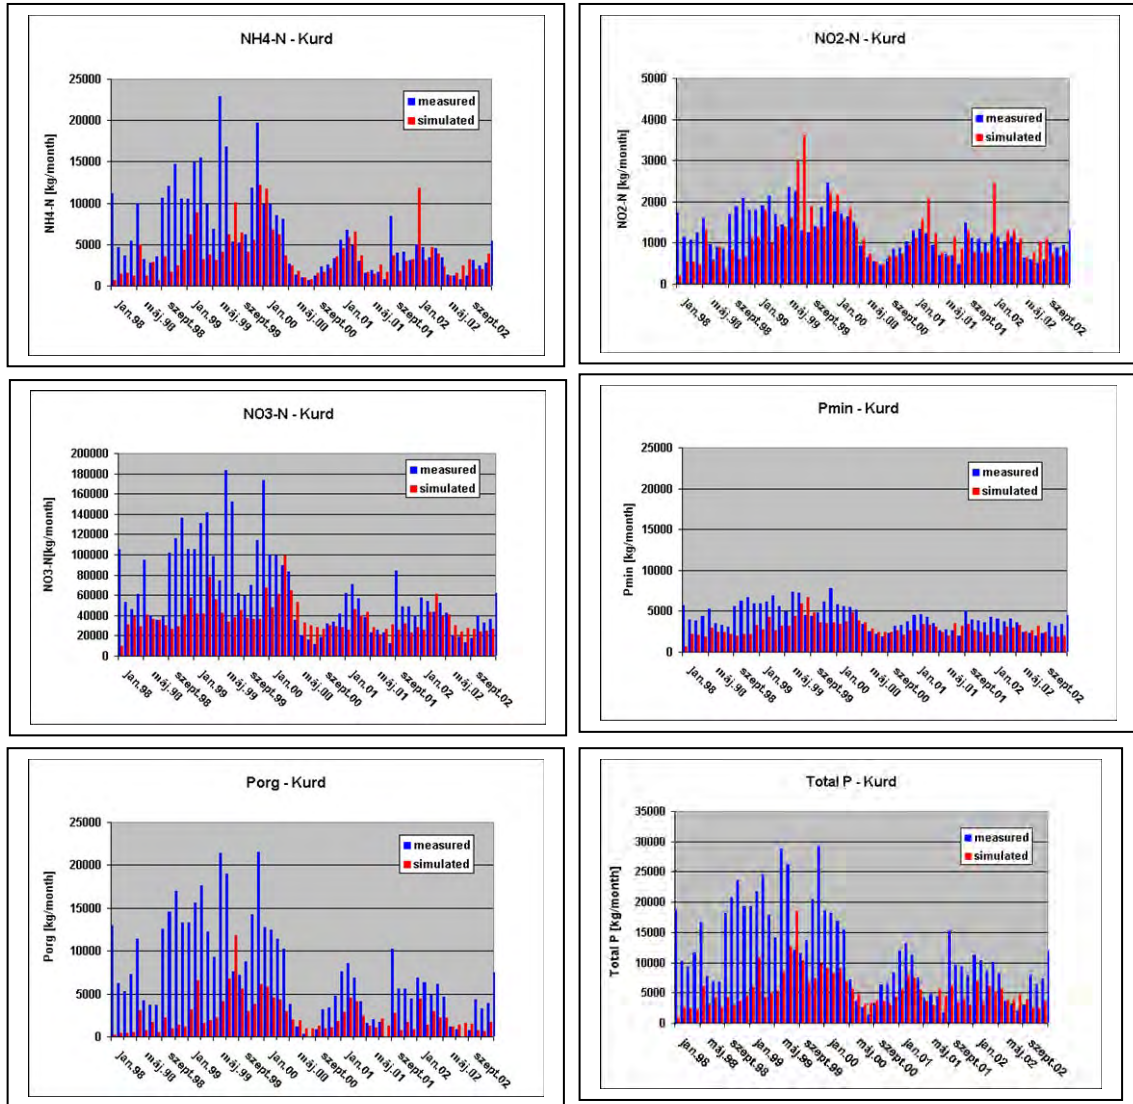 NH4-N - Kurd
NH4-N [kg/month]
25000
20000
15000
10000
5000
0
measured
simulated
jan.98
máj.98
szept.98
jan.99
máj.99
szept.99
jan.00
máj.00
szept.00
jan.01
máj.01
szept.01
jan.02
máj.02
szept.02
NO2-N - Kurd
NO2-N [kg/month]
5000
4000
3000
2000
1000
0
measured
simulated
jan.98
máj.98
szept.98
jan.99
máj.99
szept.99
jan.00
máj.00
szept.00
jan.01
máj.01
szept.01
jan.02
máj.02
szept.02
NO3-N - Kurd
NO3-N[kg/month]
200000
180000
160000
140000
120000
100000
80000
60000
40000
20000
0
measured
simulated
jan.98
máj.98
szept.98
jan.99
máj.99
szept.99
jan.00
máj.00
szept.00
jan.01
máj.01
szept.01
jan.02
máj.02
szept.02
Pmin - Kurd
Pmin [kg/month]
25000
20000
15000
10000
5000
0
measured
simulated
jan.98
máj.98
szept.98
jan.99
máj.99
szept.99
jan.00
máj.00
szept.00
jan.01
máj.01
szept.01
jan.02
máj.02
szept.02
Porg - Kurd
Porg [kg/month]
25000
20000
15000
10000
5000
0
measured
simulated
jan.98
máj.98
szept.98
jan.99
máj.99
szept.99
jan.00
máj.00
szept.00
jan.01
máj.01
szept.01
jan.02
máj.02
szept.02
Total P - Kurd
Total P [kg/month]
35000
30000
25000
20000
15000
10000
5000
0
measured
simulated
jan.98
máj.98
szept.98
jan.99
máj.99
szept.99
jan.00
máj.00
szept.00
jan.01
máj.01
szept.01
jan.02
máj.02
szept.02